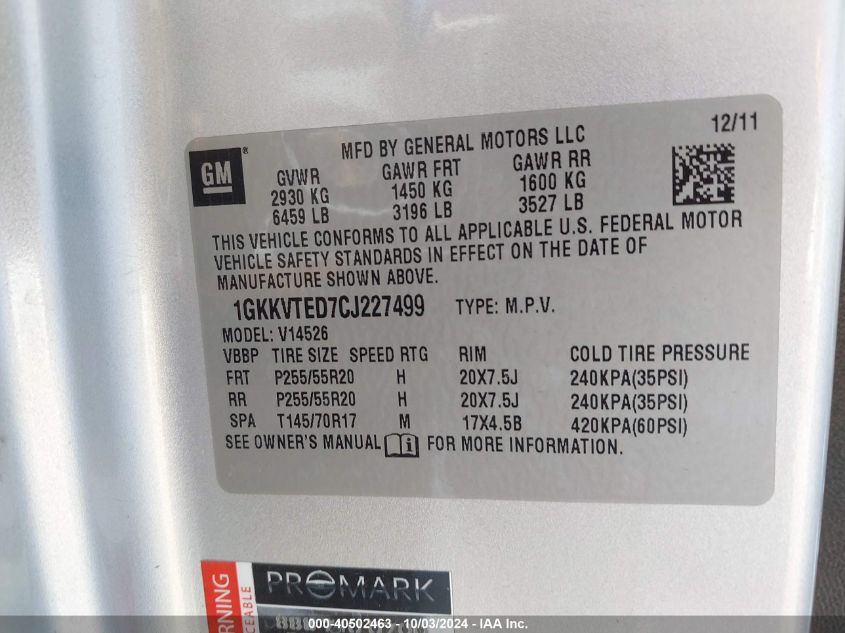 12/11
GM®
MFD BY GENERAL MOTORS LLC
GVWR GAWR FRT GAWR RR
2930 KG 1450 KG 1600 KG
6459 LB 3196 LB 3527 LB
THIS VEHICLE CONFORMS TO ALL APPLICABLE U.S. FEDERAL MOTOR
VEHICLE SAFETY STANDARDS IN EFFECT ON THE DATE OF
MANUFACTURE SHOWN ABOVE.
1GKKVTED7CJ227499 TYPE: M.P.V.
MODEL: V14526
VBBP TIRE SIZE SPEED RTG RIM COLD TIRE PRESSURE
FRT P255/55R20 H 20X7.5J 240KPA(35PSI)
RR P255/55R20 H 20X7.5J 240KPA(35PSI)
SPA T145/70R17 M 17X4.5B 420KPA(60PSI)
SEE OWNER'S MANUAL i FOR MORE INFORMATION.
PROMARK
000-40502463 - 10/03/2024 - IAA Inc.